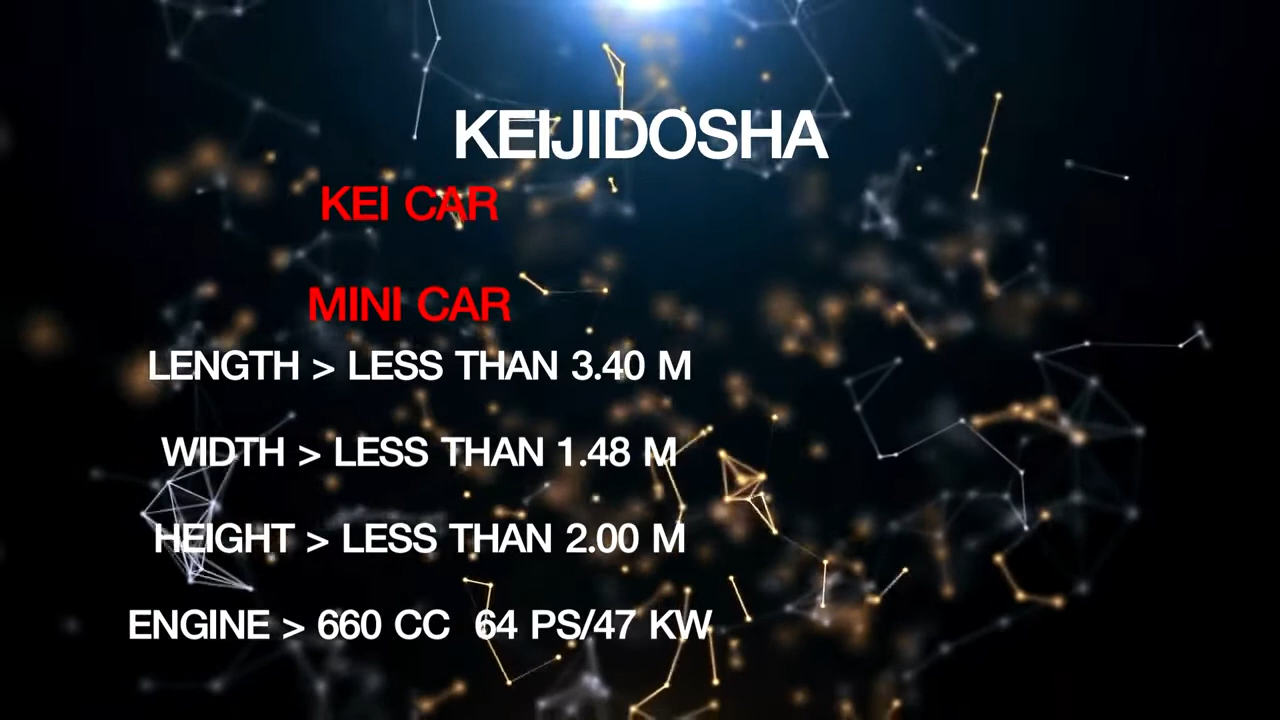 KEIJIDOSHA
KEI CAR
MINI CAR
LENGTH > LESS THAN 3.40 M
WIDTH > LESS THAN 1.48 M
HEIGHT > LESS THAN 2.00 M
ENGINE > 660 CC 64 PS/47 KW